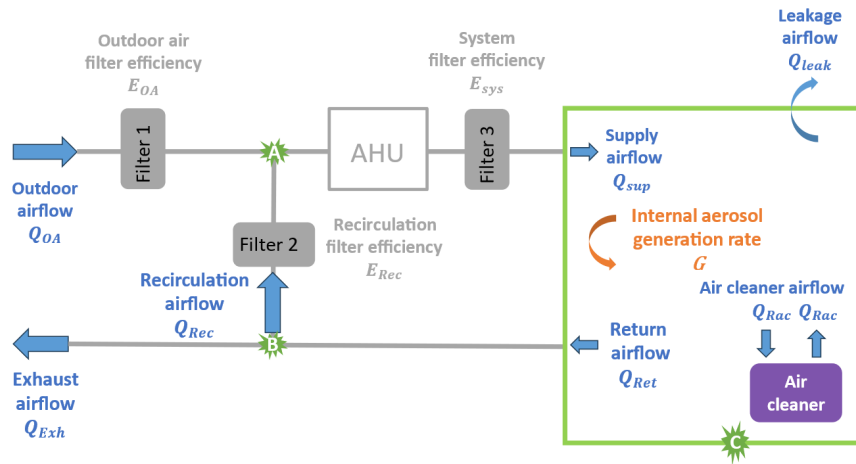 Outdoor air
filter efficiency
E_OA
System
filter efficiency
E_sys
Leakage
airflow
Q_leak
Filter 1
A
AHU
Filter 3
Supply
airflow
Q_sup
Outdoor
airflow
Q_OA
Filter 2
Recirculation
filter efficiency
E_Rec
Internal aerosol
generation rate
G
Recirculation
airflow
Q_Rec
Air cleaner airflow
Q_Rac Q_Rac
B
Return
airflow
Q_Ret
Exhaust
airflow
Q_Exh
Air
cleaner
C